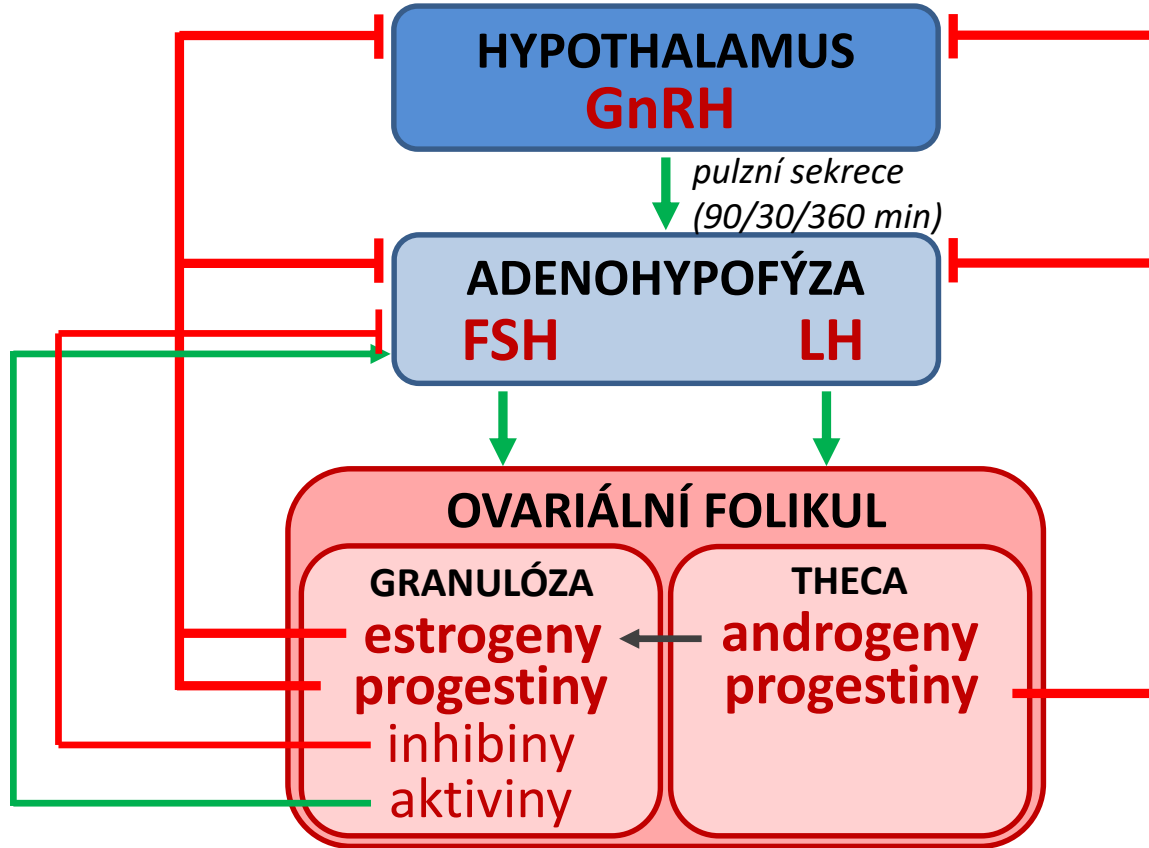 HYPOTHALAMUS
GnRH
pulzní sekrece
(90/30/360 min)
ADENOHYPOFÝZA
FSH LH
OVARIÁLNÍ FOLIKUL
GRANULÓZA
estrogeny
progestiny
inhibiny
aktiviny
THECA
androgeny
progestiny